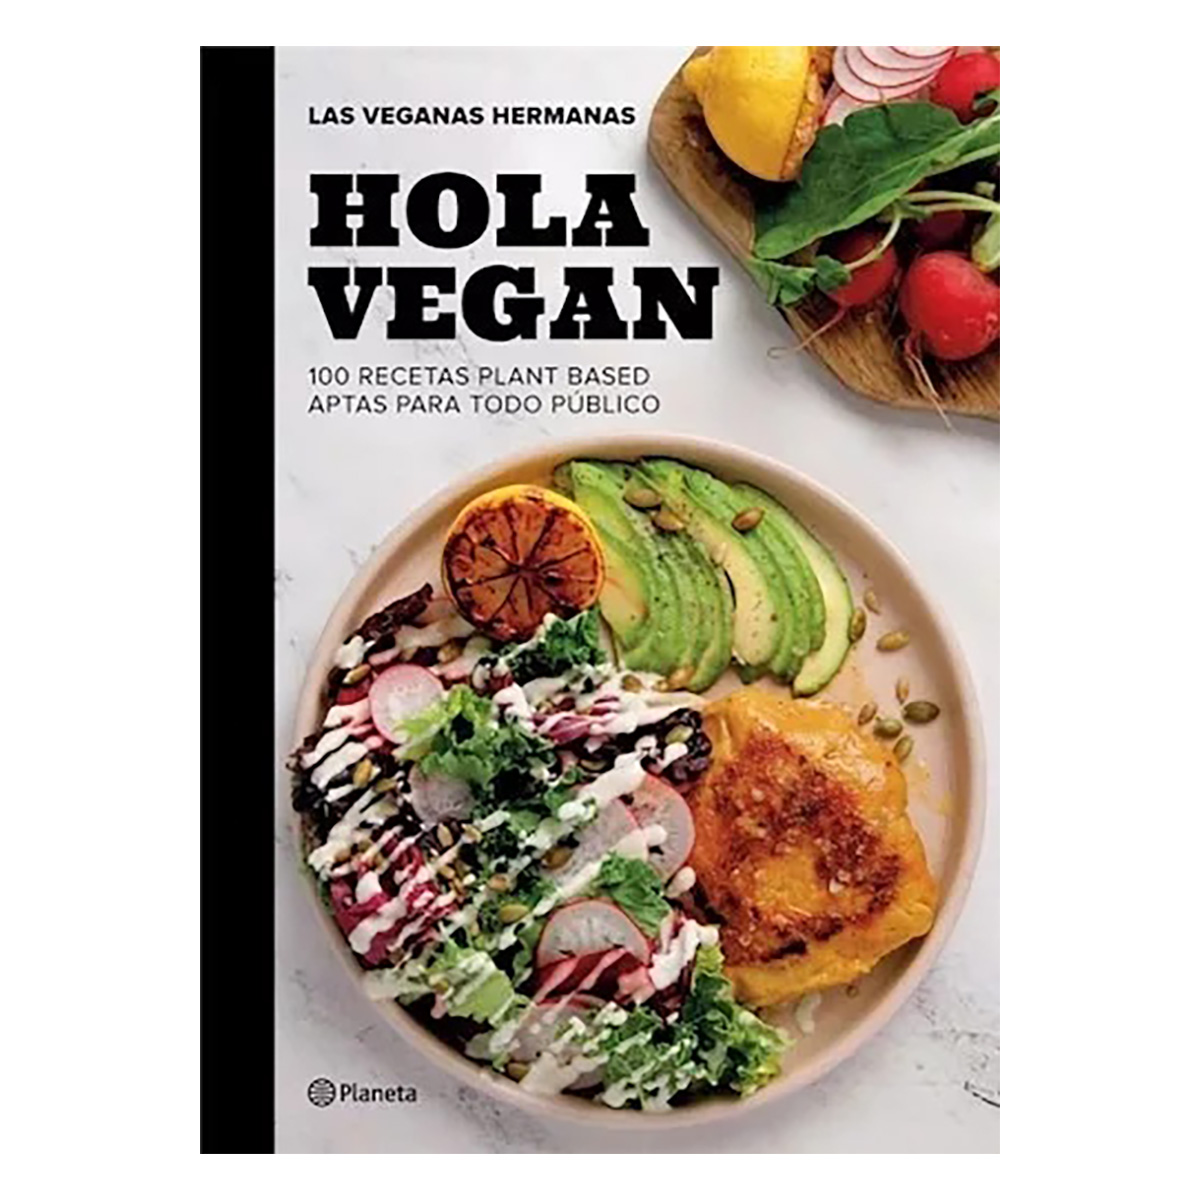 LAS VEGANAS HERMANAS
HOLA
VEGAN
100 RECETAS PLANT BASED
APTAS PARA TODO PÚBLICO
Planeta